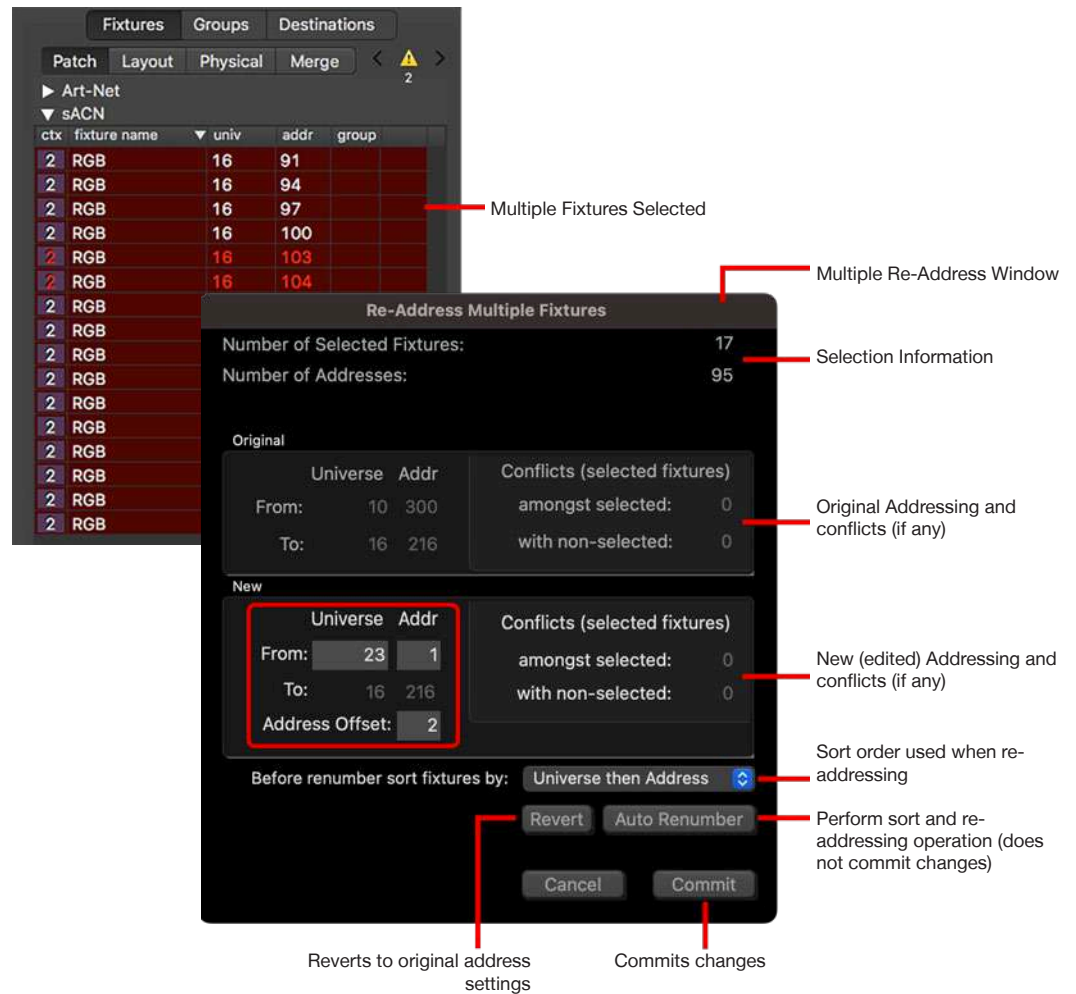 Fixtures Groups Destinations
Patch Layout Physical Merge < >
2
Art-Net
sACN
ctx fixture name univ addr group
2 RGB 16 91
2 RGB 16 94
2 RGB 16 97
Multiple Fixtures Selected
2 RGB 16 100
2 RGB 16 103
2 RGB 16 104
2 RGB
2 RGB
2 RGB
2 RGB
2 RGB
2 RGB
2 RGB
2 RGB
2 RGB
2 RGB
Multiple Re-Address Window
Re-Address Multiple Fixtures
Number of Selected Fixtures: 17
Number of Addresses: 95
Selection Information
Original
Universe Addr
From: 10 300
To: 16 216
Conflicts (selected fixtures)
amongst selected: 0
with non-selected: 0
Original Addressing and
conflicts (if any)
New
Universe Addr
From: 23 1
To: 16 216
Address Offset: 2
Conflicts (selected fixtures)
amongst selected: 0
with non-selected: 0
New (edited) Addressing and
conflicts (if any)
Before renumber sort fixtures by: Universe then Address
Sort order used when re-
addressing
Revert Auto Renumber
Perform sort and re-
addressing operation (does
not commit changes)
Cancel Commit
Reverts to original address
settings
Commits changes